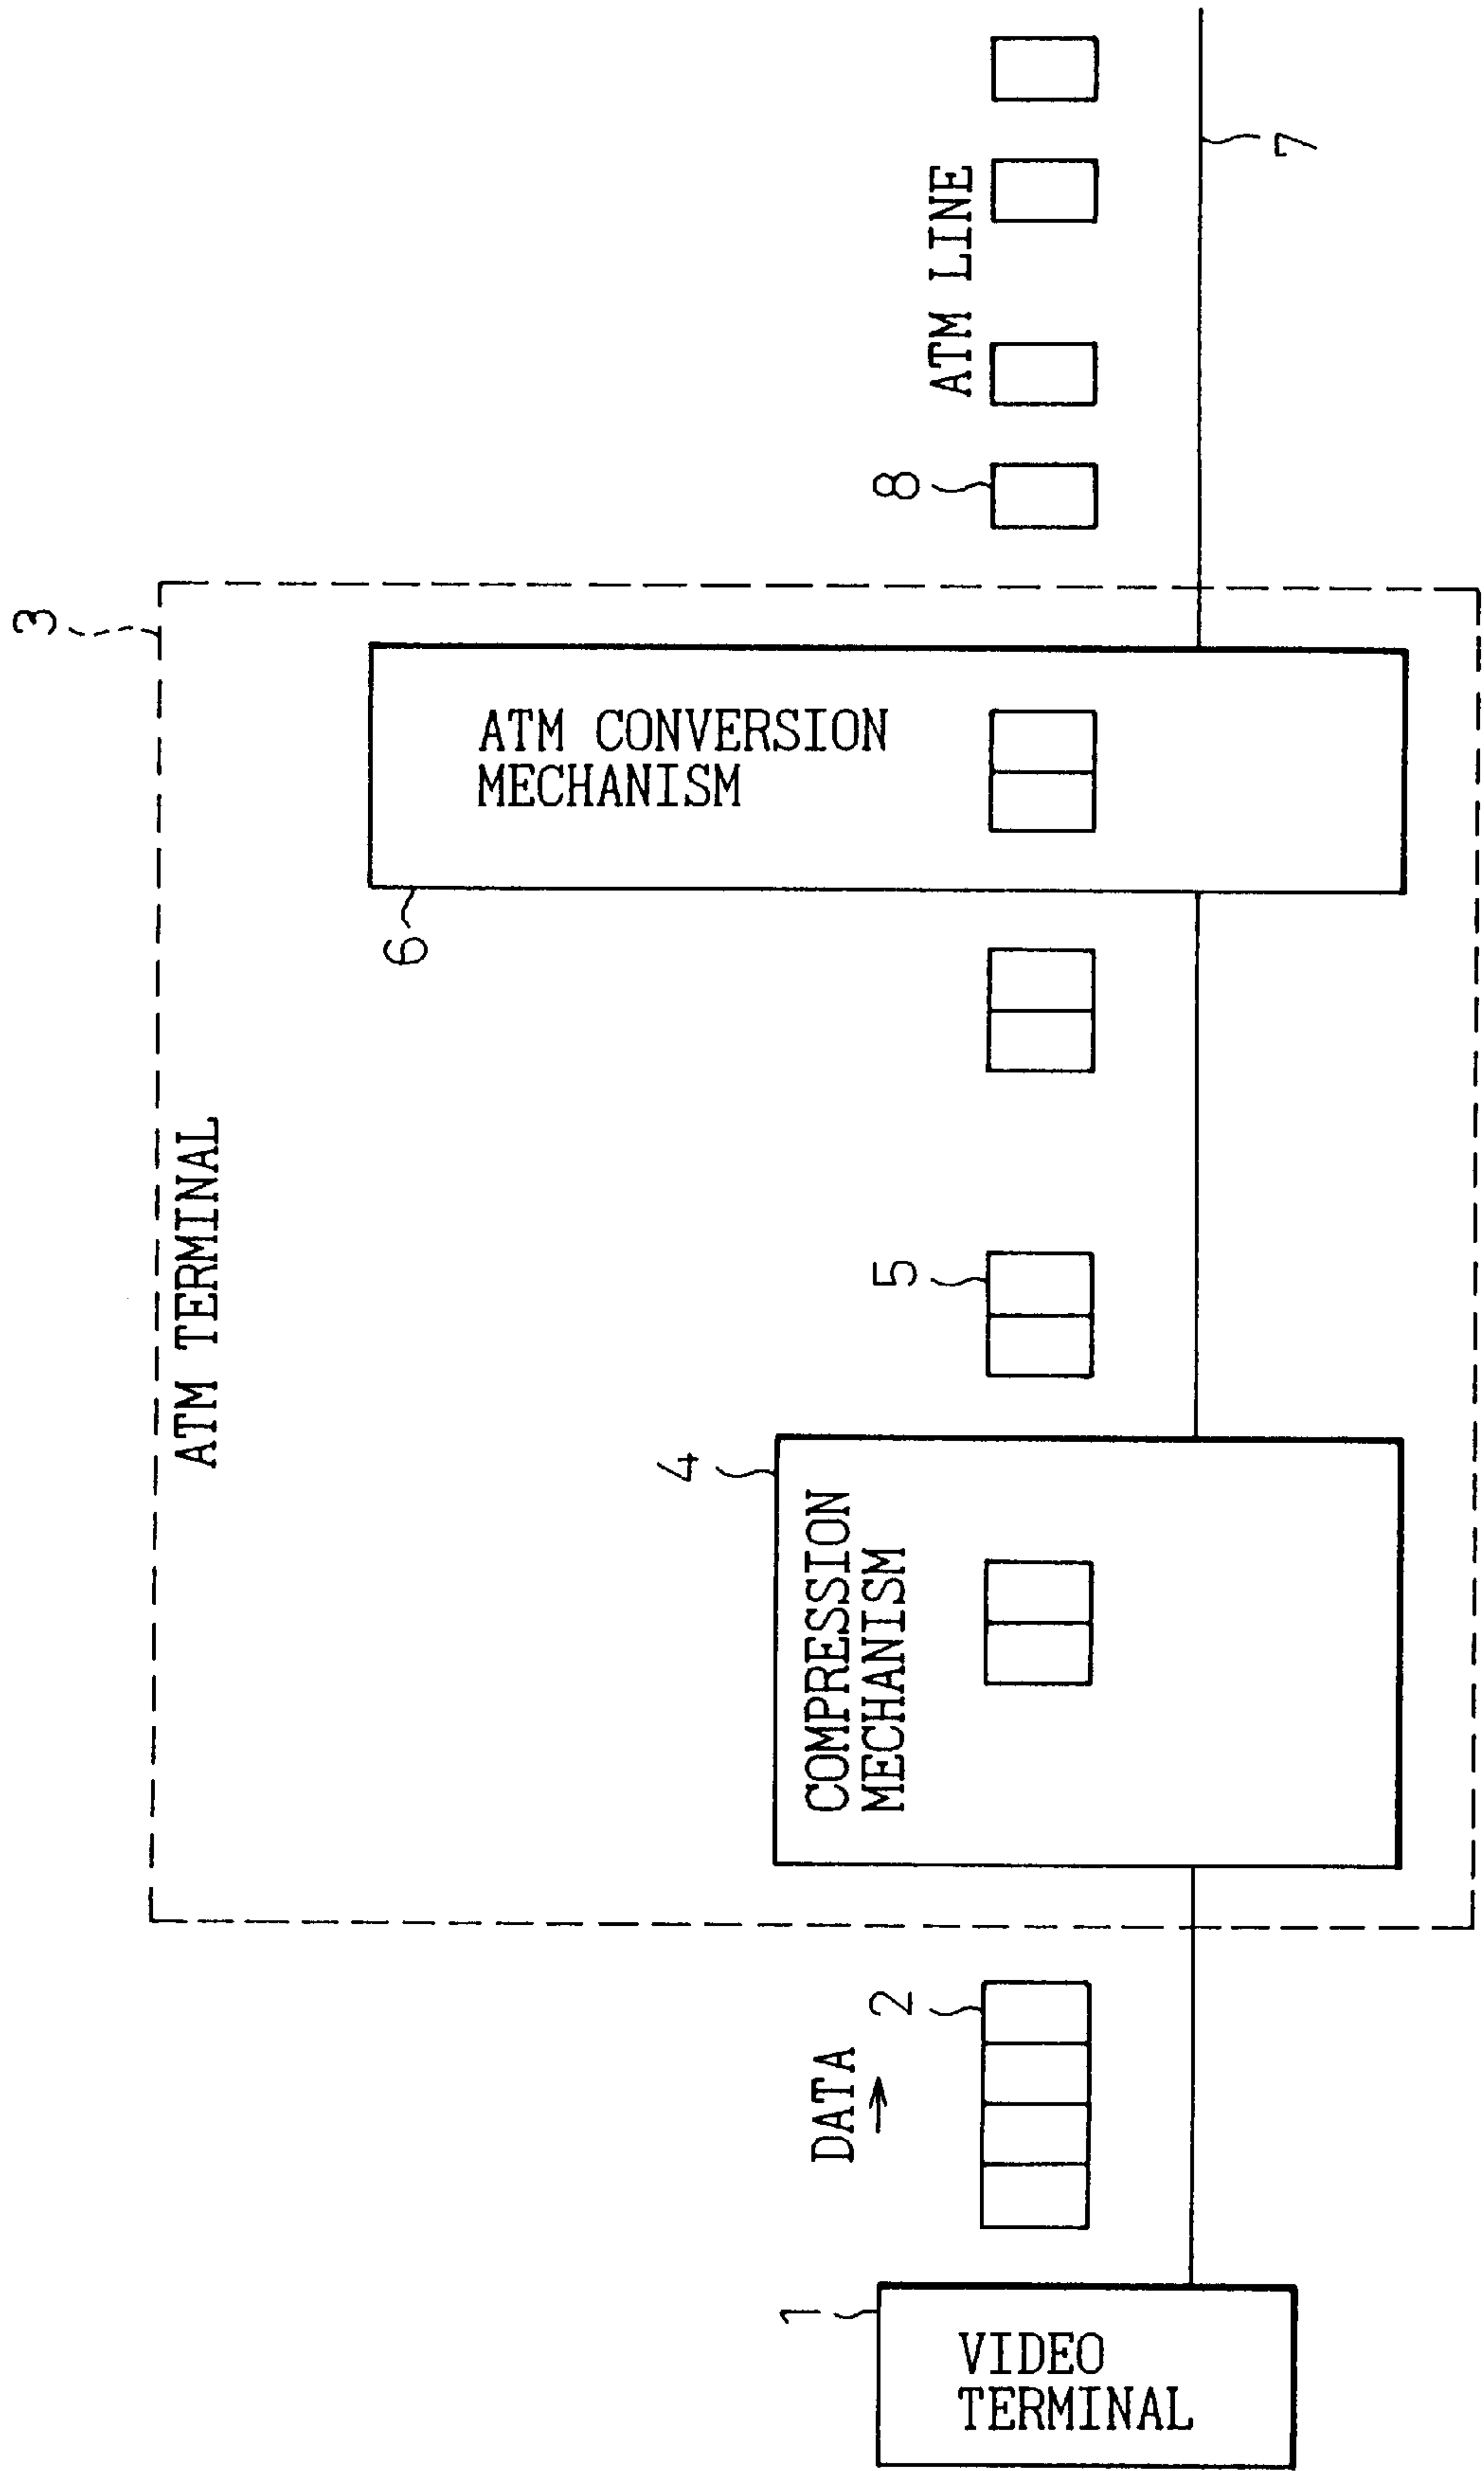 3
ATM TERMINAL
6
ATM CONVERSION
MECHANISM
4
COMPRESSION
MECHANISM
1
VIDEO
TERMINAL
DATA
2
5
8
ATM LINE
7